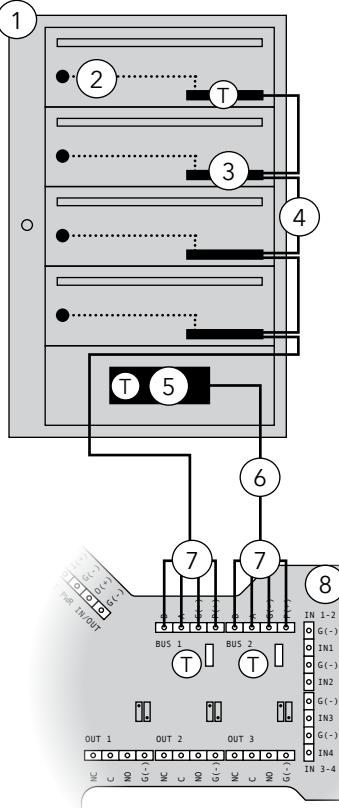 1
2
T
3
4
T 5
6
7 7
8
G(-)
O(+)
G(-)
PWR IN/OUT
B A G(-) P(+) B A G(-) P(+)
BUS 1 BUS 2
T T
IN 1-2
G(-)
IN1
G(-)
IN2
G(-)
IN3
G(-)
IN4
IN 3-4
OUT 1 OUT 2 OUT 3
NC C NO G(-) NC C NO G(-) NC C NO G(-)